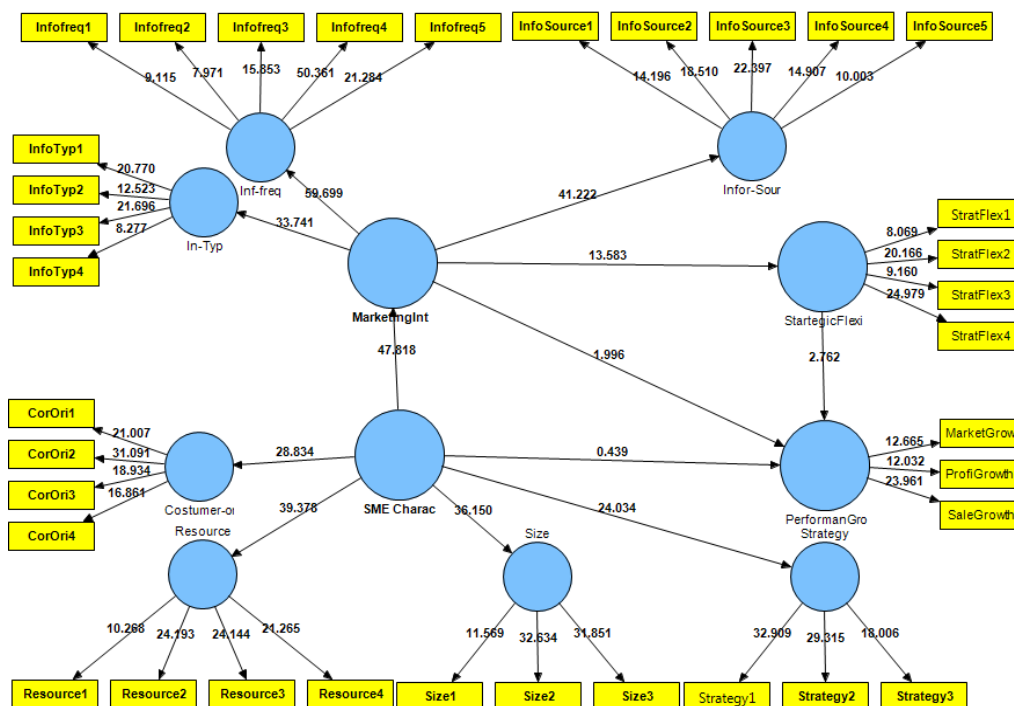 Infofreq1
Infofreq2
Infofreq3
Infofreq4
Infofreq5
InfoSource1
InfoSource2
InfoSource3
InfoSource4
InfoSource5
9.115
7.971
15.853
50.361
21.284
14.196
18.510
22.397
14.907
10.003
InfoTyp1
InfoTyp2
InfoTyp3
InfoTyp4
20.770
12.523
21.696
8.277
In-Typ
Inf-freq
Infor-Sour
59.699
33.741
41.222
13.583
MarketingInt
StartegicFlexi
8.069
20.166
9.160
24.979
StratFlex1
StratFlex2
StratFlex3
StratFlex4
47.818
1.996
2.762
CorOri1
CorOri2
CorOri3
CorOri4
21.007
31.091
18.934
16.861
Costumer-or
28.834
SME Charac
0.439
PerformanGro
12.665
12.032
23.961
MarketGrow
ProfiGrowth
SaleGrowth
39.378
36.150
24.034
Resource
Size
Strategy
10.268
24.193
24.144
21.265
11.569
32.634
31.851
32.909
29.315
18.006
Resource1
Resource2
Resource3
Resource4
Size1
Size2
Size3
Strategy1
Strategy2
Strategy3